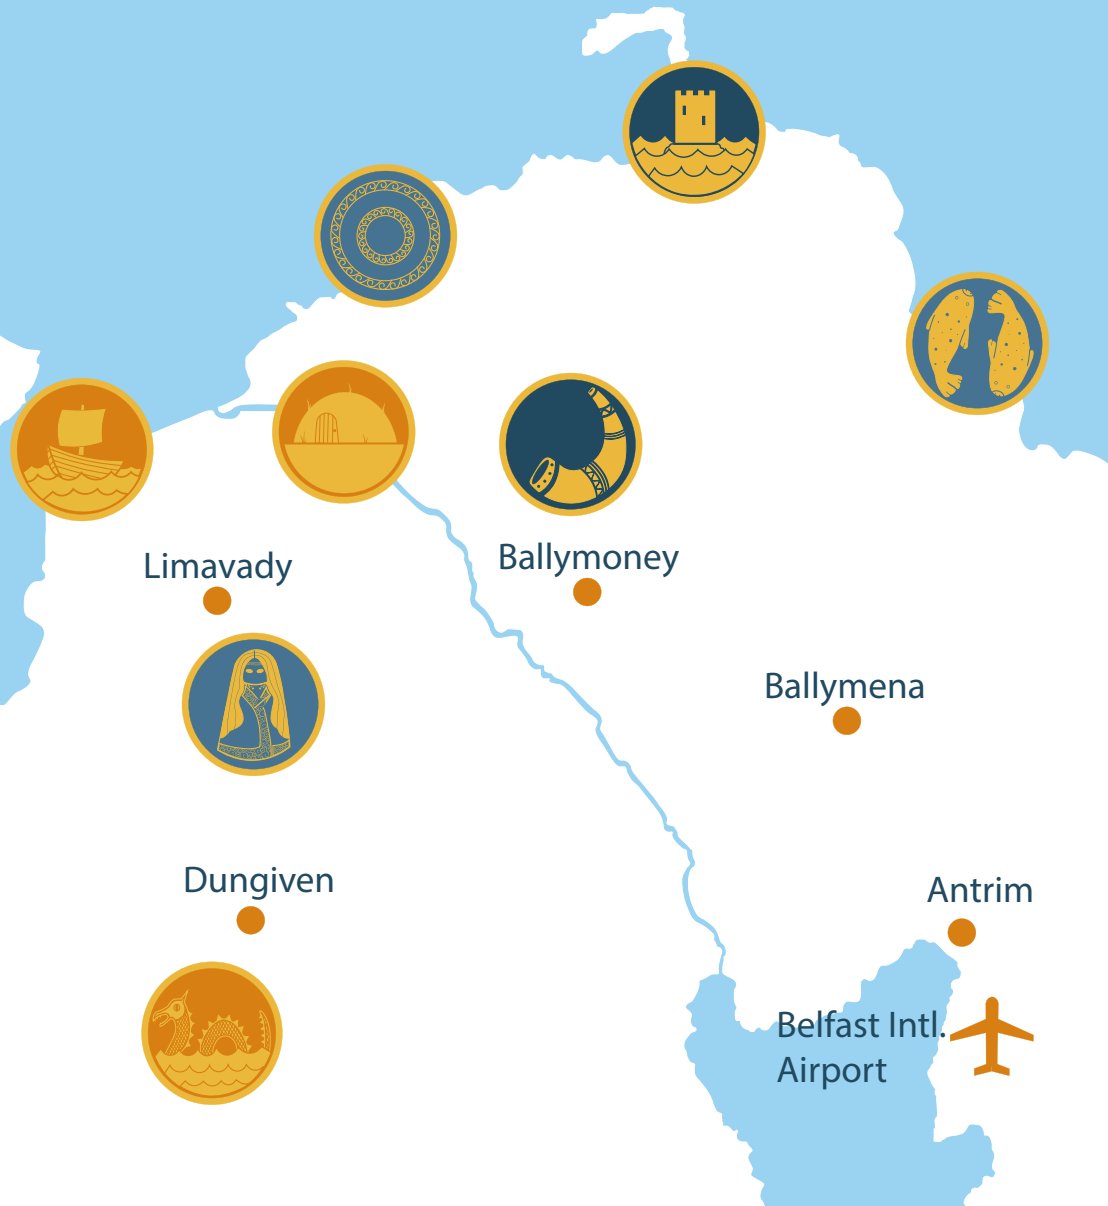 Ballymoney
Limavady
Ballymena
Dungiven
Antrim
Belfast Intl.
Airport